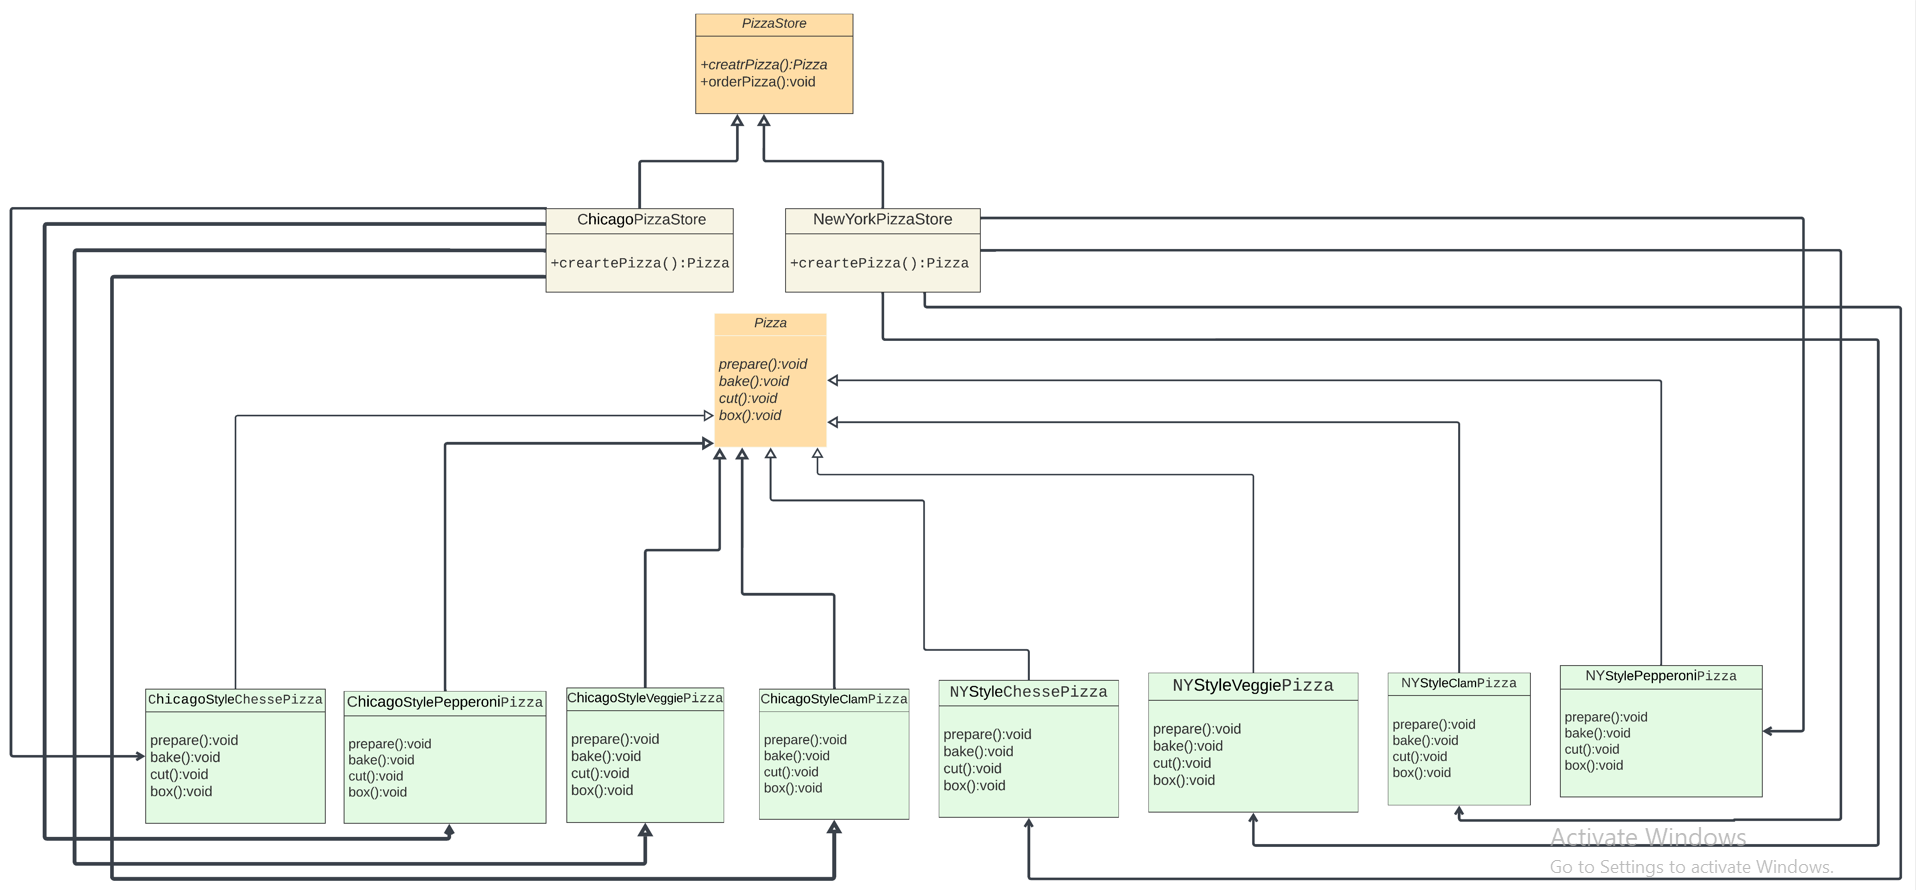 PizzaStore
+creatrPizza():Pizza
+orderPizza():void
ChicagoPizzaStore
+creartePizza():Pizza
NewYorkPizzaStore
+creartePizza():Pizza
Pizza
prepare():void
bake():void
cut():void
box():void
ChicagoStyleChessePizza
prepare():void
bake():void
cut():void
box():void
ChicagoStylePepperoniPizza
prepare():void
bake():void
cut():void
box():void
ChicagoStyleVeggiePizza
prepare():void
bake():void
cut():void
box():void
ChicagoStyleClamPizza
prepare():void
bake():void
cut():void
box():void
NYStyleChessePizza
prepare():void
bake():void
cut():void
box():void
NYStyleVeggiePizza
prepare():void
bake():void
cut():void
box():void
NYStyleClamPizza
prepare():void
bake():void
cut():void
box():void
NYStylePepperoniPizza
prepare():void
bake():void
cut():void
box():void
Activate Windows
Go to Settings to activate Windows.